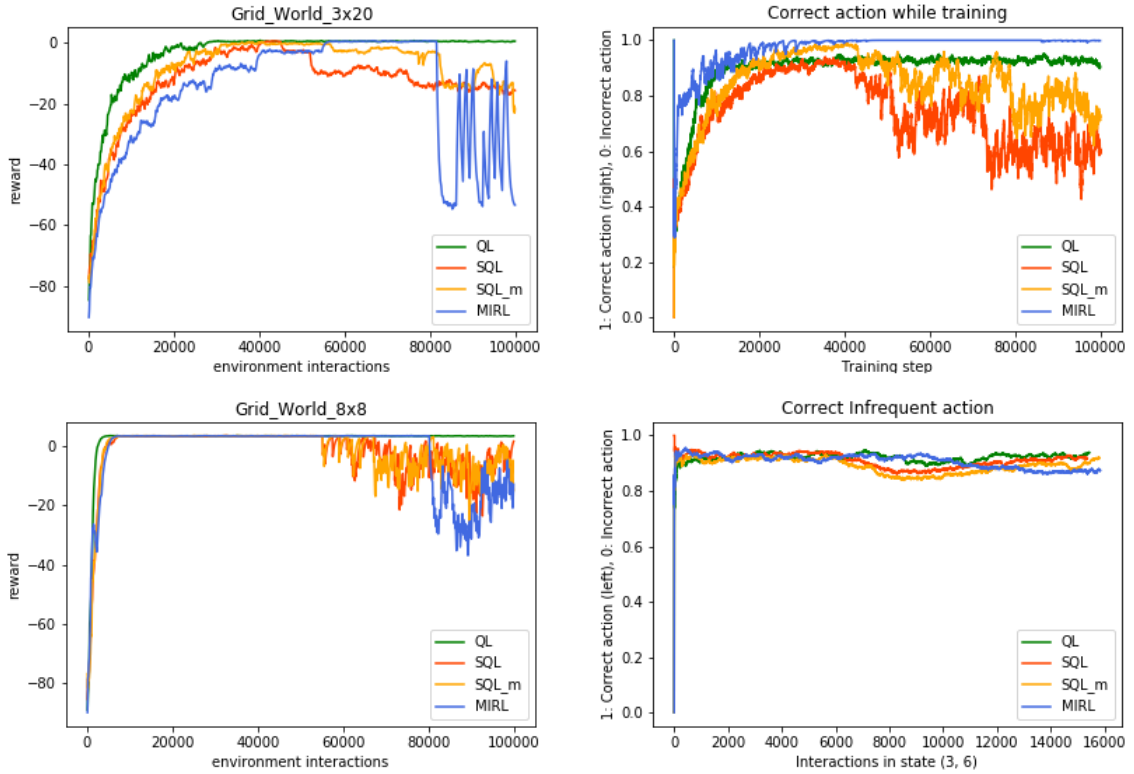 Grid_World_3x20
reward
0
−20
−40
−60
−80
0 20000 40000 60000 80000 100000
environment interactions
QL
SQL
SQL_m
MIRL
Correct action while training
1: Correct action (right), 0: Incorrect action
1.0
0.8
0.6
0.4
0.2
0.0
0 20000 40000 60000 80000 100000
Training step
QL
SQL
SQL_m
MIRL
Grid_World_8x8
reward
0
−20
−40
−60
−80
0 20000 40000 60000 80000 100000
environment interactions
QL
SQL
SQL_m
MIRL
Correct Infrequent action
1: Correct action (left), 0: Incorrect action
1.0
0.8
0.6
0.4
0.2
0.0
0 2000 4000 6000 8000 10000 12000 14000 16000
Interactions in state (3, 6)
QL
SQL
SQL_m
MIRL